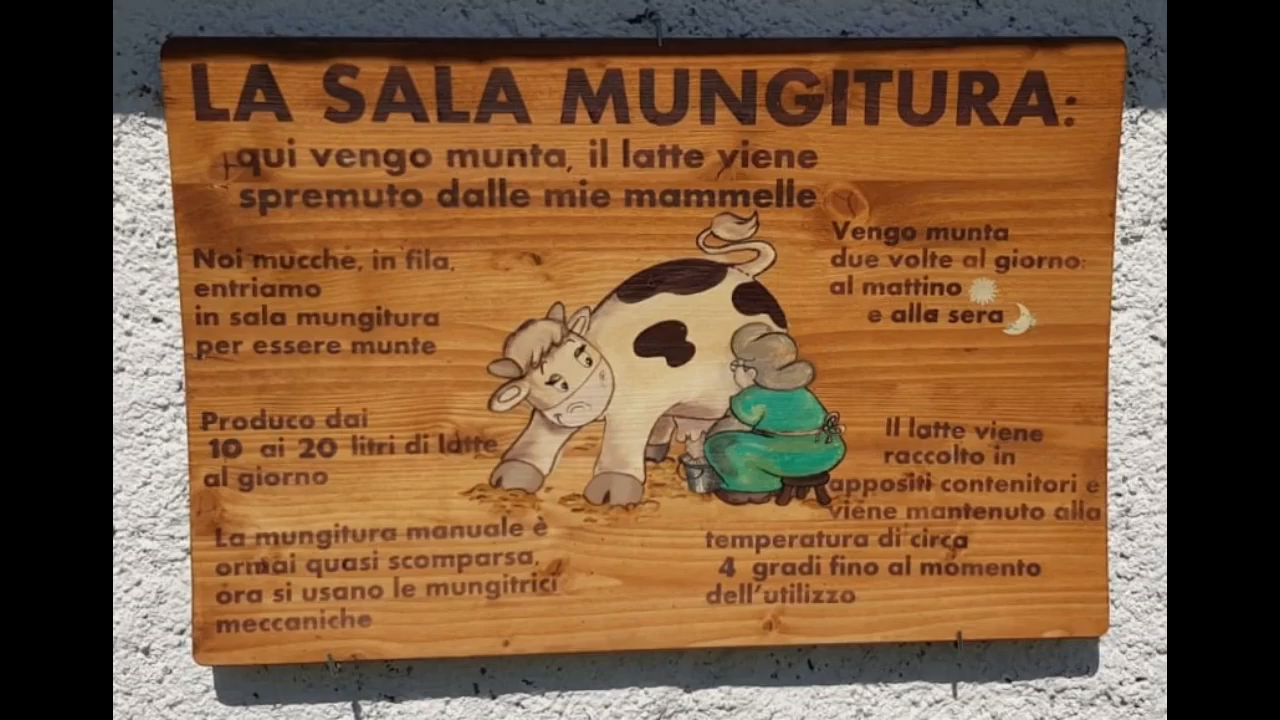 LA SALA MUNGITURA:
qui vengo munta, il latte viene
spremuto dalle mie mammelle
Noi mucche, in fila,
entriamo
in sala mungitura
per essere munte
Vengo munta
due volte al giorno:
al mattino
e alla sera
Produco dai
10 ai 20 litri di latte
al giorno
Il latte viene
raccolto in
appositi contenitori e
viene mantenuto alla
temperatura di circa
4 gradi fino al momento
dell'utilizzo
La mungitura manuale è
ormai quasi scomparsa,
ora si usano le mungitrici
meccaniche